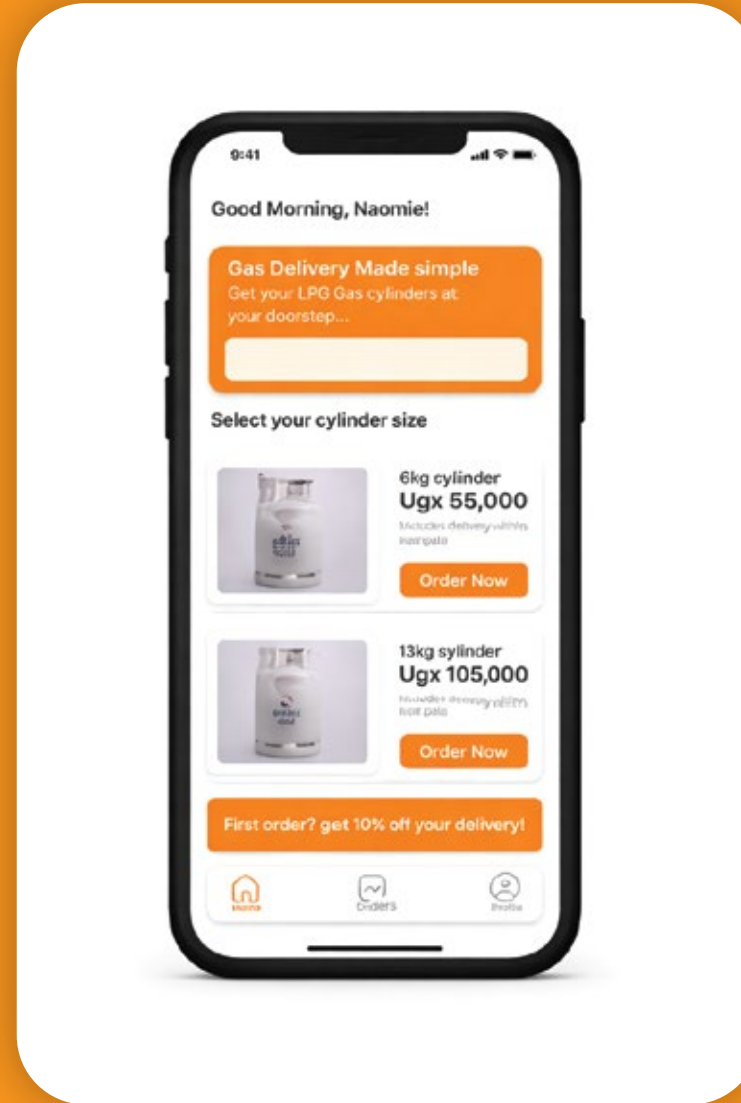 9:41
Good Morning, Naomie!
Gas Delivery Made simple
Get your LPG Gas cylinders at
your doorstep...
Select your cylinder size
6kg cylinder
Ugx 55,000
Order Now
13kg sylinder
Ugx 105,000
Order Now
First order? get 10% off your delivery!